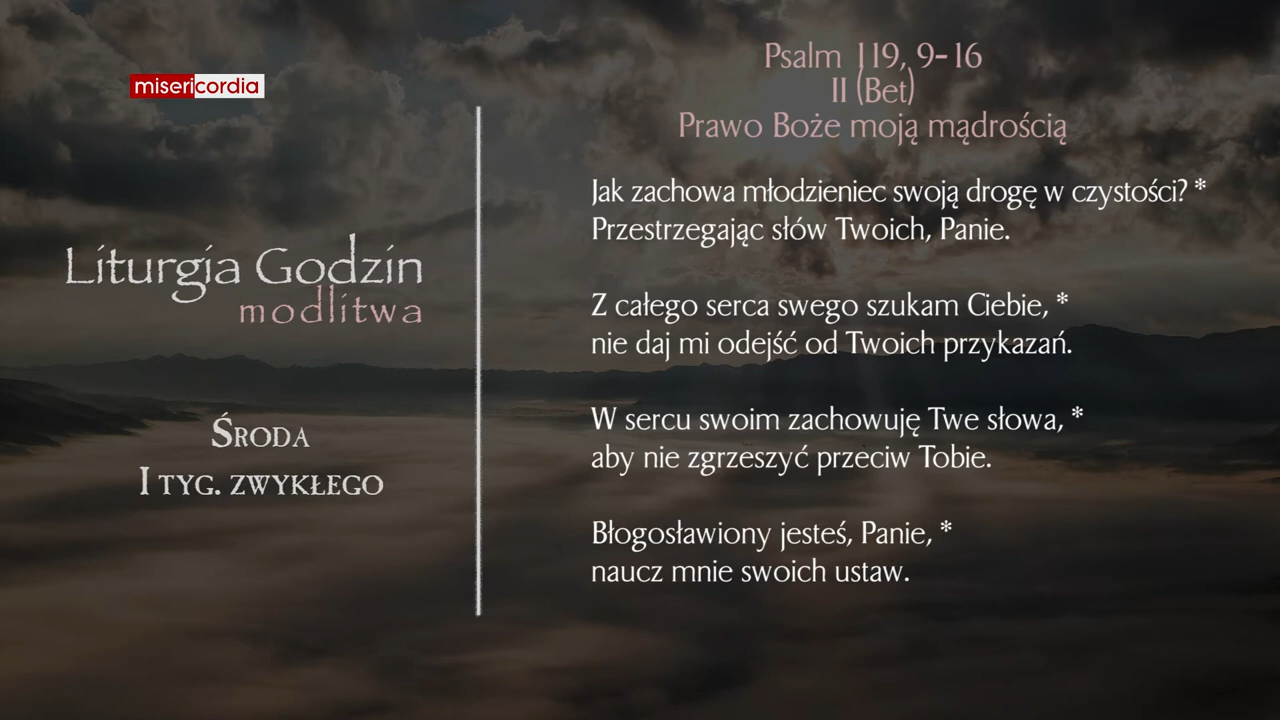 misericordia
Liturgia Godzin
modlitwa
Środa
I tyg. zwykłego
Psalm 119, 9-16
II (Bet)
Prawo Boże moją mądrością
Jak zachowa młodzieniec swoją drogę w czystości? *
Przestrzegając słów Twoich, Panie.
Z całego serca swego szukam Ciebie, *
nie daj mi odejść od Twoich przykazań.
W sercu swoim zachowuję Twe słowa, *
aby nie zgrzeszyć przeciw Tobie.
Błogosławiony jesteś, Panie, *
naucz mnie swoich ustaw.